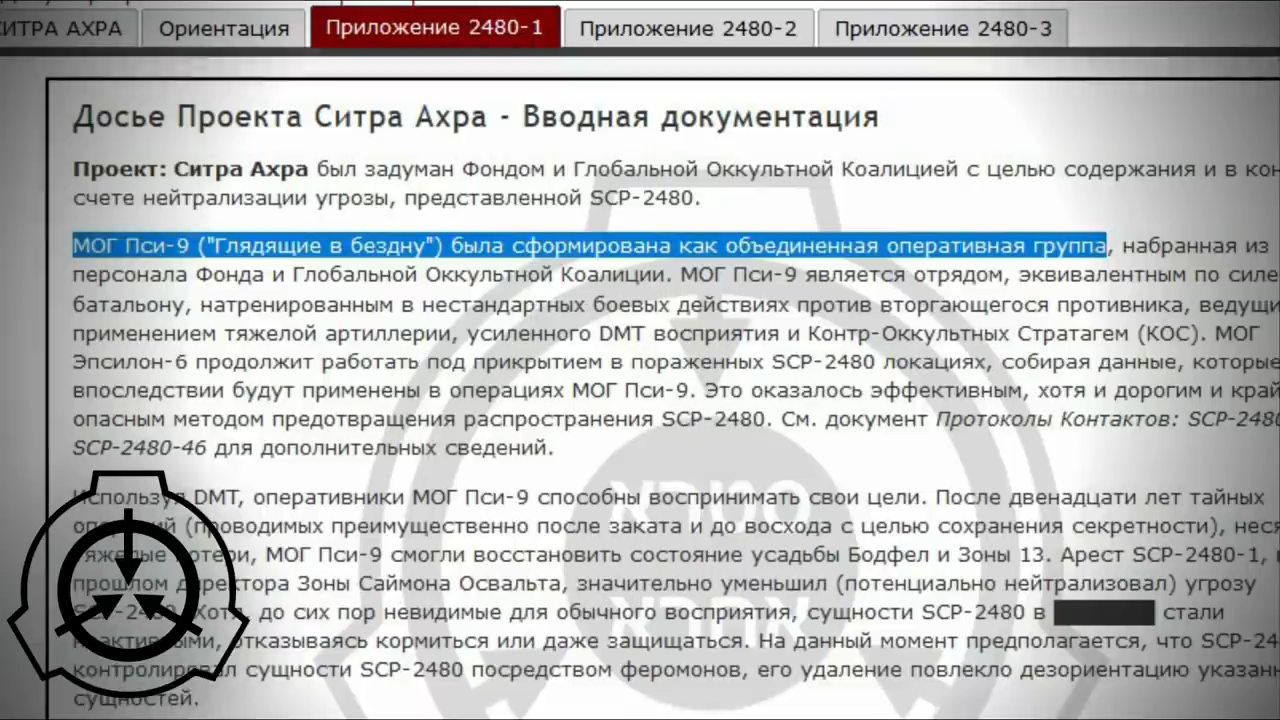 ИТРА АХРА Ориентация Приложение 2480-1 Приложение 2480-2 Приложение 2480-3
Досье Проекта Ситра Ахра - Вводная документация
Проект: Ситра Ахра был задуман Фондом и Глобальной Оккультной Коалицией с целью содержания и в кон
счете нейтрализации угрозы, представленной SCP-2480.
МОГ Пси-9 ("Глядящие в бездну") была сформирована как объединенная оперативная группа, набранная из
персонала Фонда и Глобальной Оккультной Коалиции. МОГ Пси-9 является отрядом, эквивалентным по силе
батальону, натренированным в нестандартных боевых действиях против вторгающегося противника, ведущи
применением тяжелой артиллерии, усиленного DMT восприятия и Контр-Оккультных Стратагем (КОС). МОГ
Эпсилон-6 продолжит работать под прикрытием в пораженных SCP-2480 локациях, собирая данные, которые
впоследствии будут применены в операциях МОГ Пси-9. Это оказалось эффективным, хотя и дорогим и край
опасным методом предотвращения распространения SCP-2480. См. документ Протоколы Контактов: SCP-2480
SCP-2480-46 для дополнительных сведений.
Используя DMT, оперативники МОГ Пси-9 способны воспринимать свои цели. После двенадцати лет тайных
(проводимых преимущественно после заката и до восхода с целью сохранения секретности), неся
тяжелые потери, МОГ Пси-9 смогли восстановить состояние усадьбы Бодфел и Зоны 13. Арест SCP-2480-1,
прошлом директора Зоны Саймона Освальта, значительно уменьшил (потенциально нейтрализовал) угрозу
Хотя, до сих пор невидимые для обычного восприятия, сущности SCP-2480 в стали
отказываясь кормиться или даже защищаться. На данный момент предполагается, что SCP-24
контролировал сущности SCP-2480 посредством феромонов, его удаление повлекло дезориентацию указанн
сущностей.